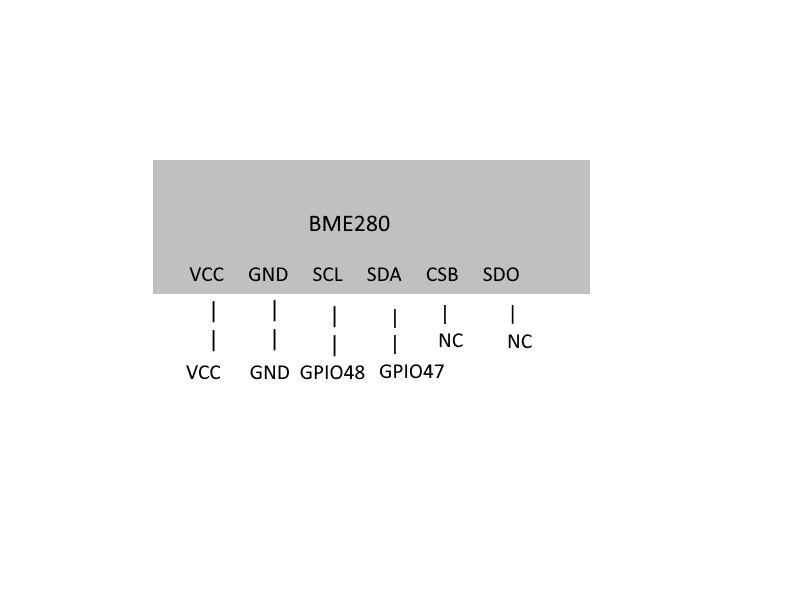 BME280
VCC GND SCL SDA CSB SDO
| | | | | |
| | | | NC NC
VCC GND GPIO48 GPIO47